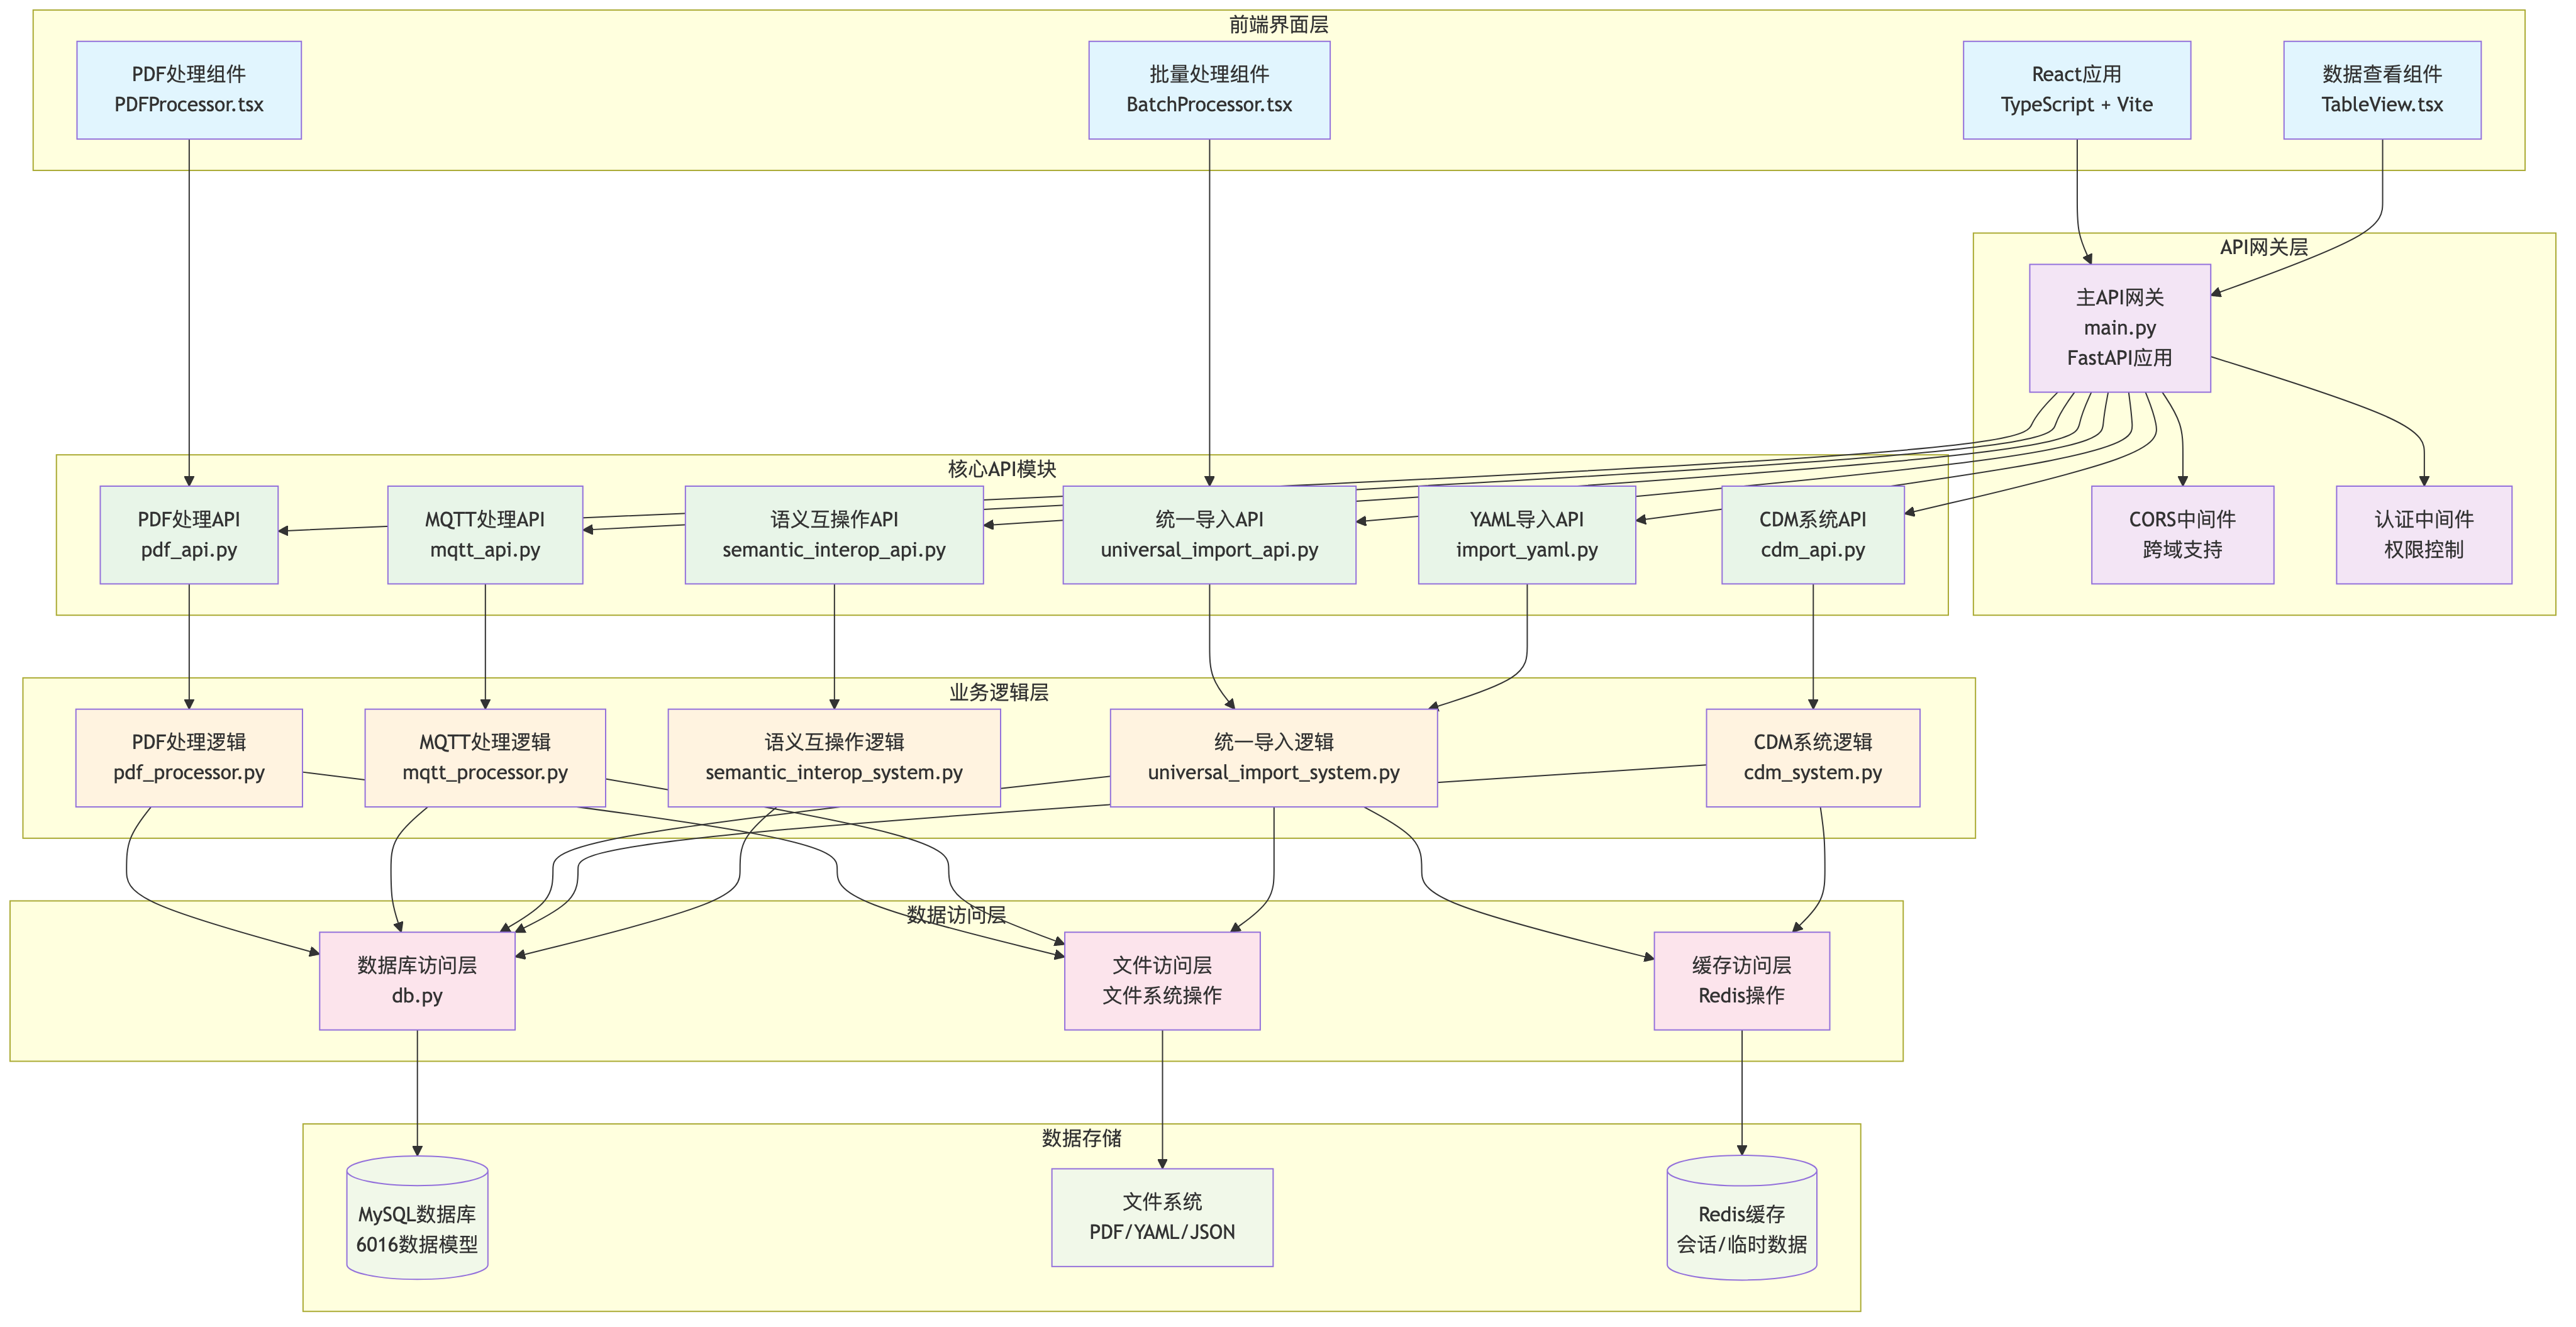 前端界面层
PDF处理组件
PDFProcessor.tsx
批量处理组件
BatchProcessor.tsx
React应用
TypeScript + Vite
数据查看组件
TableView.tsx
API网关层
主API网关
main.py
FastAPI应用
CORS中间件
跨域支持
认证中间件
权限控制
核心API模块
PDF处理API
pdf_api.py
MQTT处理API
mqtt_api.py
语义互操作API
semantic_interop_api.py
统一导入API
universal_import_api.py
YAML导入API
import_yaml.py
CDM系统API
cdm_api.py
业务逻辑层
PDF处理逻辑
pdf_processor.py
MQTT处理逻辑
mqtt_processor.py
语义互操作逻辑
semantic_interop_system.py
统一导入逻辑
universal_import_system.py
CDM系统逻辑
cdm_system.py
数据访问层
数据库访问层
db.py
文件访问层
文件系统操作
缓存访问层
Redis操作
数据存储
MySQL数据库
6016数据模型
文件系统
PDF/YAML/JSON
Redis缓存
会话/临时数据